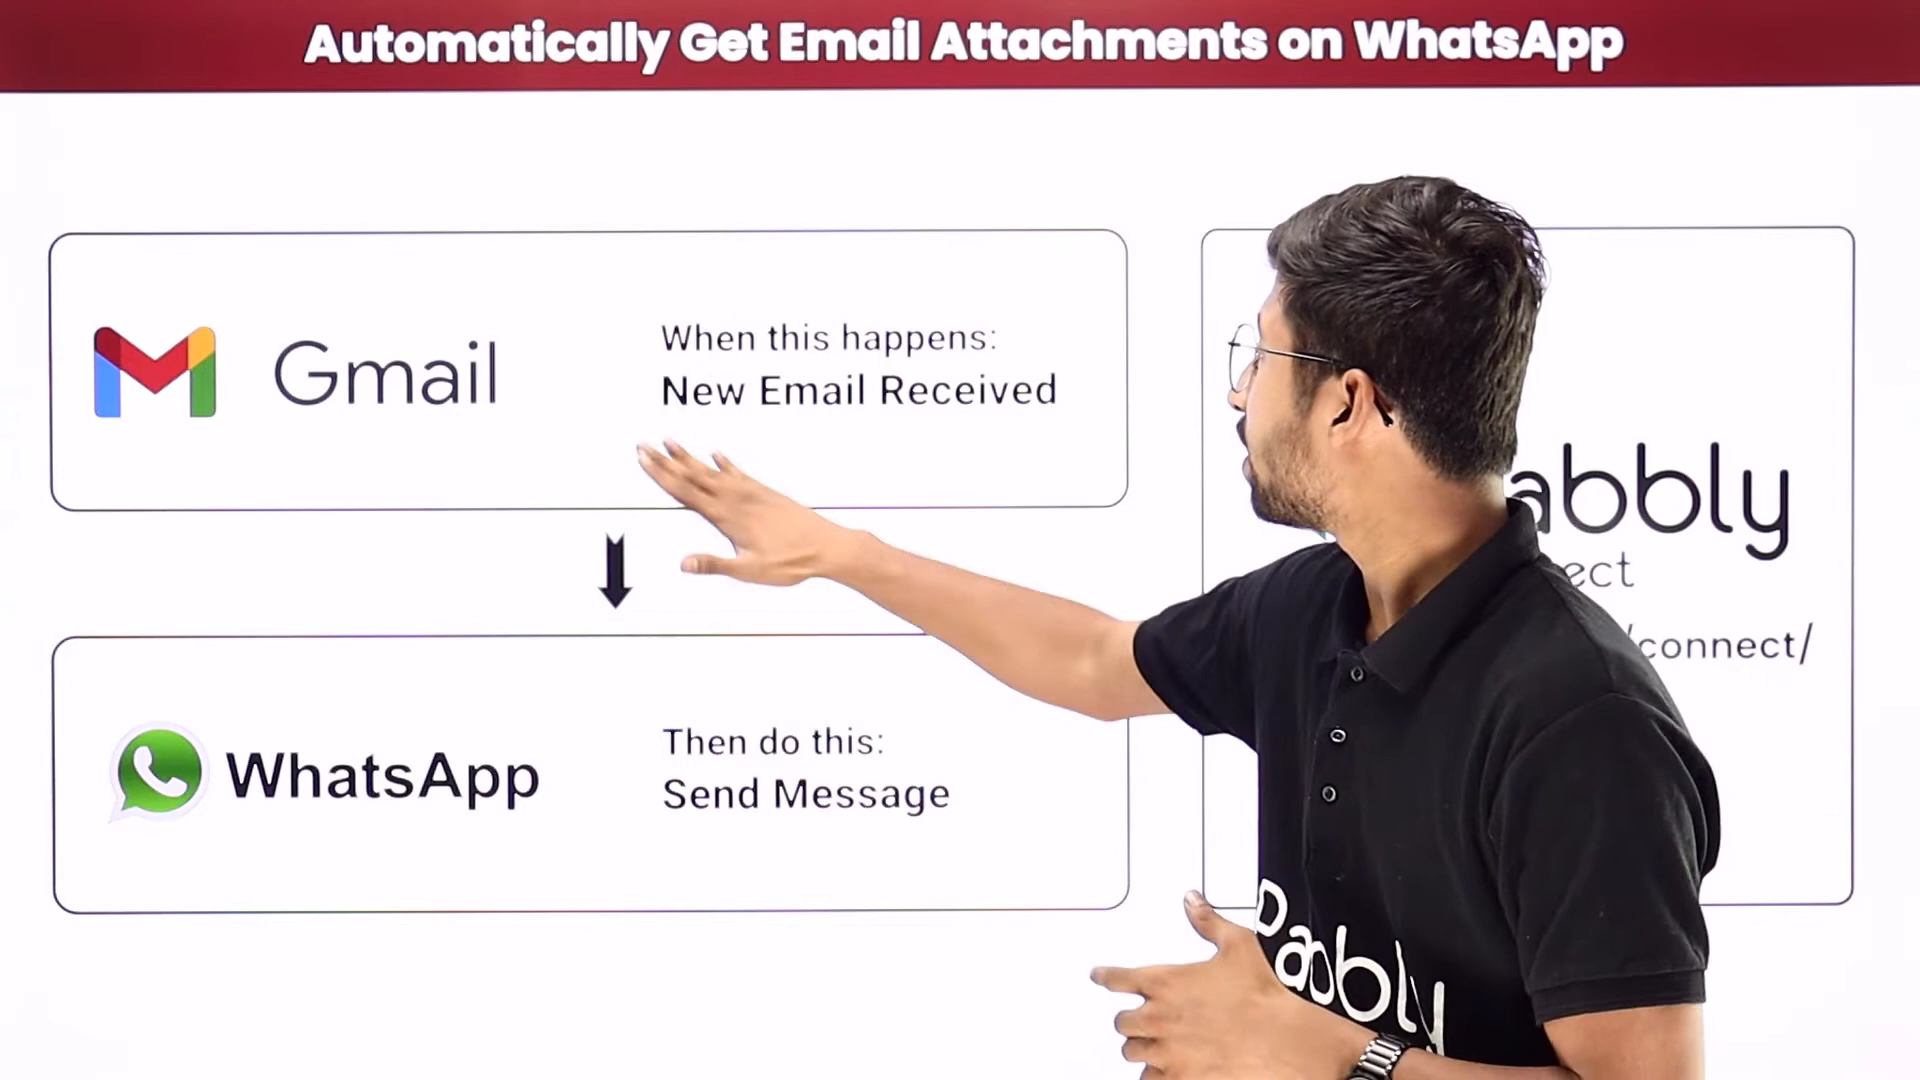 Automatically Get Email Attachments on WhatsApp
Gmail
When this happens:
New Email Received
WhatsApp
Then do this:
Send Message
abbly
ect
/connect/
Pabbly